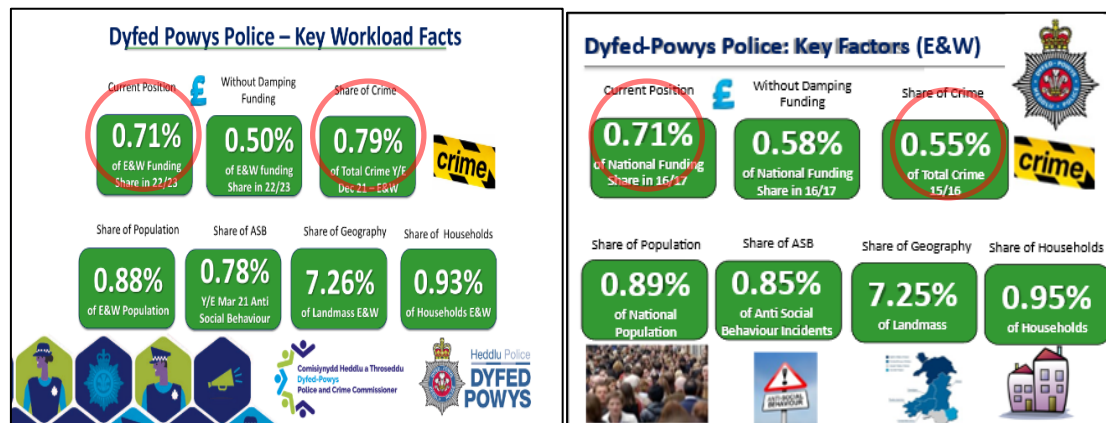 Dyfed Powys Police – Key Workload Facts
Current Position
£
Without Damping
Funding
Share of Crime
0.71%
of E&W Funding
Share in 22/23
0.50%
of E&W funding
Share in 22/23
0.79%
of Total Crime Y/E
Dec 21 – E&W
crime
Share of Population
Share of ASB
Share of Geography
Share of Households
0.88%
of E&W Population
0.78%
Y/E Mar 21 Anti
Social Behaviour
7.26%
of Landmass E&W
0.93%
of Households E&W
Comisiynydd Heddlu a Throseddu
Dyfed-Powys
Police and Crime Commissioner
Heddlu Police
DYFED
POWYS
Dyfed-Powys Police: Key Factors (E&W)
Current Position
£
Without Damping
Funding
Share of Crime
0.71%
of National Funding
Share in 16/17
0.58%
of National Funding
Share in 16/17
0.55%
of Total Crime
15/16
crime
Share of Population
Share of ASB
Share of Geography
Share of Households
0.89%
of National
Population
0.85%
of Anti Social
Behaviour Incidents
7.25%
of Landmass
0.95%
of Households
ANTI-SOCIAL
BEHAVIOUR